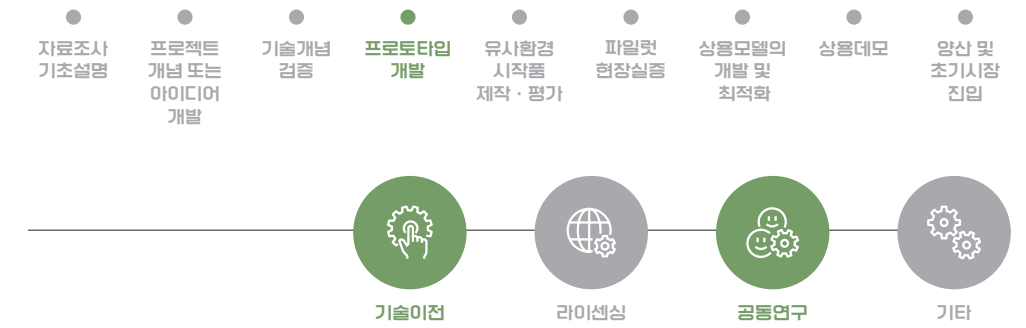 자료조사
기초설명
프로젝트
개념 또는
아이디어
개발
기술개념
검증
프로토타입
개발
유사환경
시작품
제작 · 평가
파일럿
현장실증
상용모델의
개발 및
최적화
상용데모
양산 및
초기시장
진입
기술이전
라이센싱
공동연구
기타